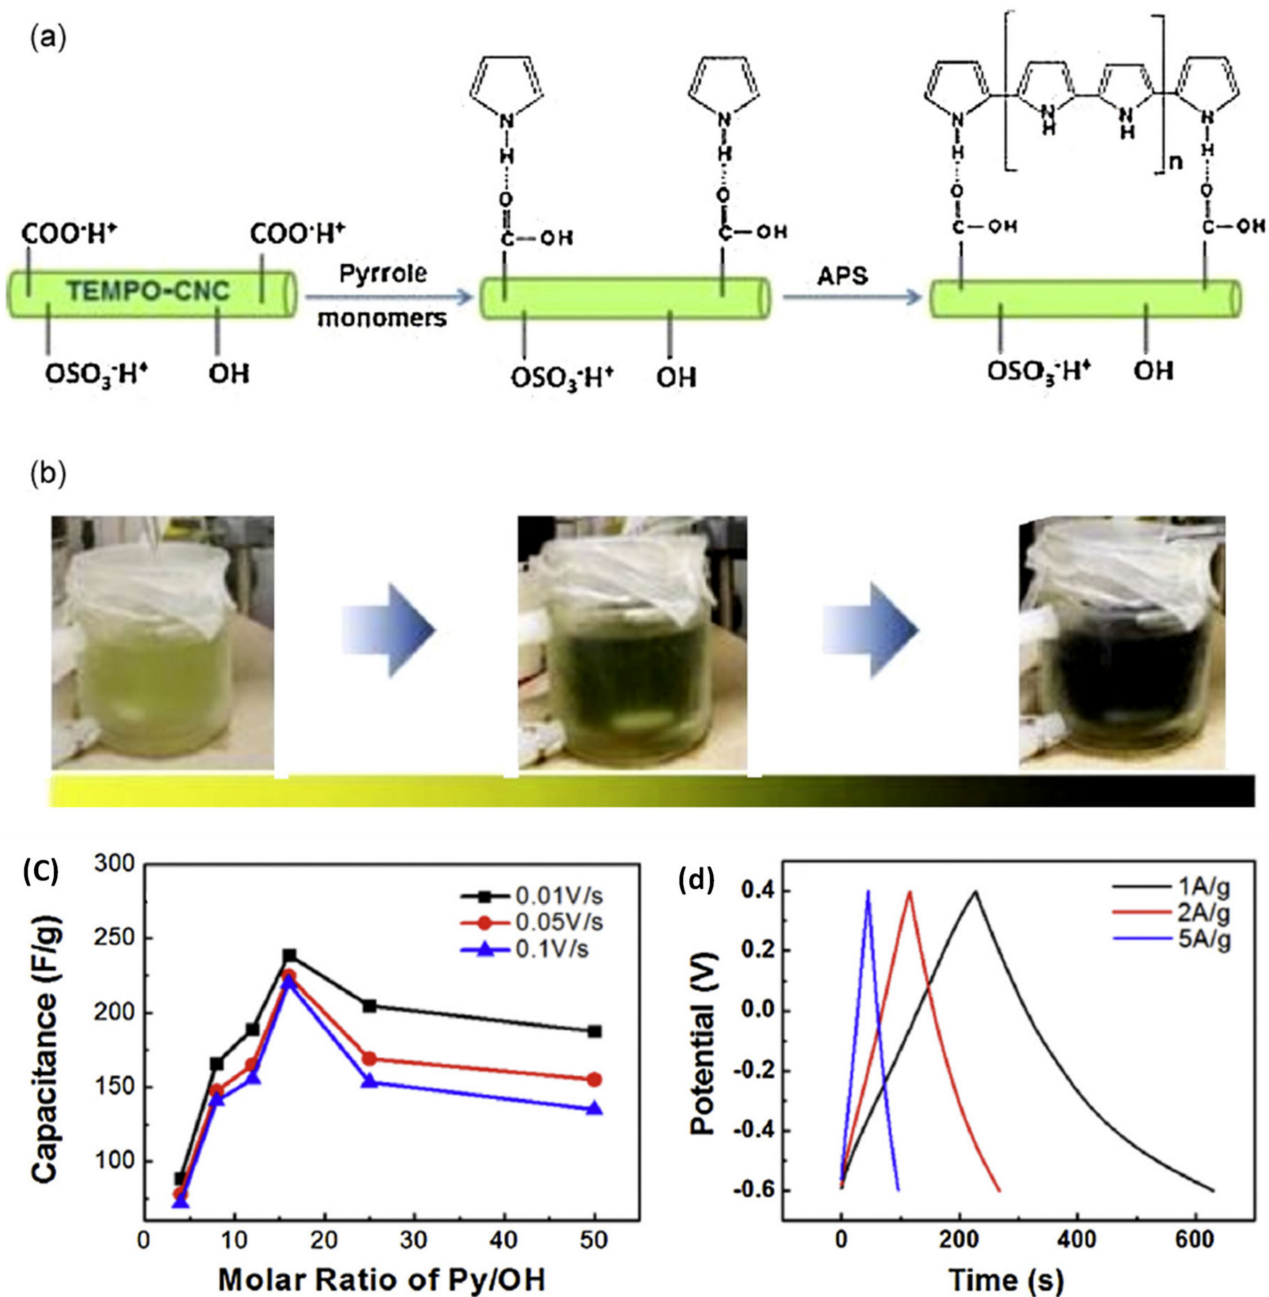 (a)
N
H
O
C–OH
N
H
O
C–OH
N
H
O
C–OH
N
H
N
H
n
N
H
O
C–OH
COO⁻H⁺
COO⁻H⁺
TEMPO-CNC
OSO₃⁻H⁺
OH
Pyrrole
monomers
OSO₃⁻H⁺
OH
APS
OSO₃⁻H⁺
OH
(b)
(C)
300
250
200
150
100
0 10 20 30 40 50
Capacitance (F/g)
Molar Ratio of Py/OH
0.01V/s
0.05V/s
0.1V/s
(d)
0.4
0.2
0.0
-0.2
-0.4
-0.6
0 200 400 600
Potential (V)
Time (s)
1A/g
2A/g
5A/g